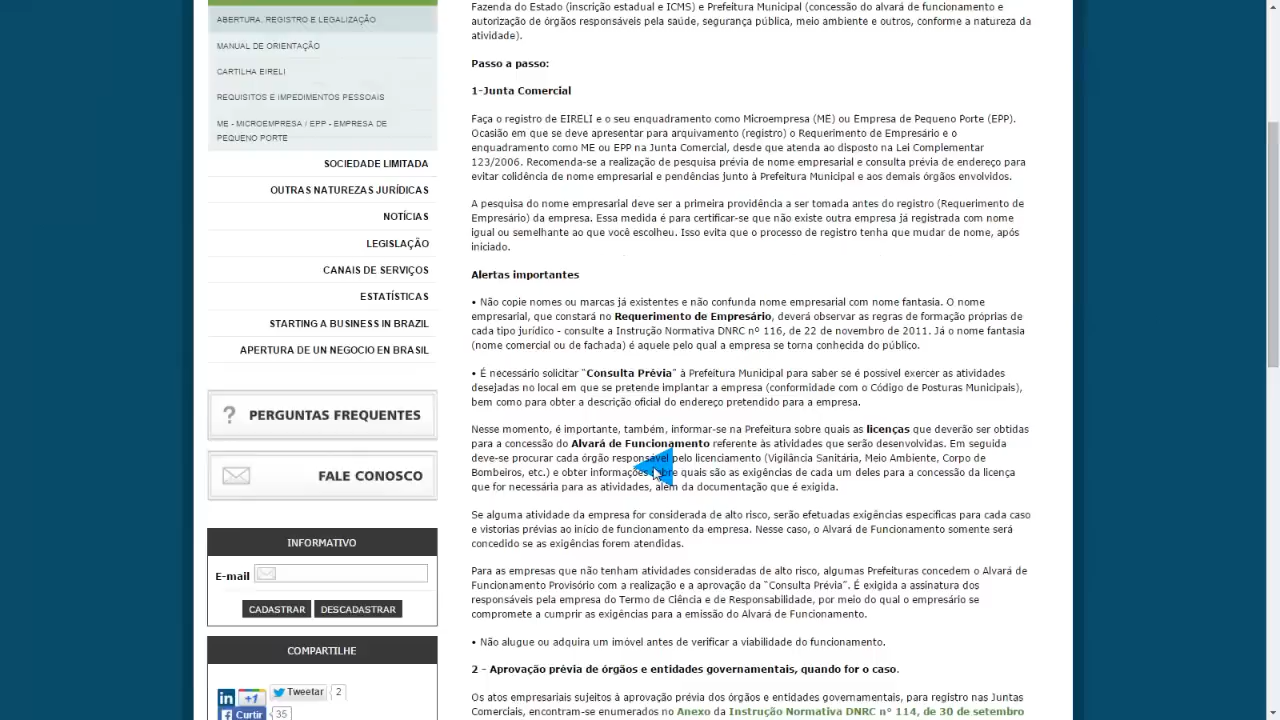 ABERTURA, REGISTRO E LEGALIZAÇÃO
MANUAL DE ORIENTAÇÃO
CARTILHA EIRELI
REQUISITOS E IMPEDIMENTOS PESSOAIS
ME - MICROEMPRESA / EPP - EMPRESA DE
PEQUENO PORTE
SOCIEDADE LIMITADA
OUTRAS NATUREZAS JURÍDICAS
NOTÍCIAS
LEGISLAÇÃO
CANAIS DE SERVIÇOS
ESTATÍSTICAS
STARTING A BUSINESS IN BRAZIL
APERTURA DE UN NEGOCIO EN BRASIL
? PERGUNTAS FREQUENTES
FALE CONOSCO
INFORMATIVO
E-mail
CADASTRAR DESCADASTRAR
COMPARTILHE
in +1 Tweetar 2
f Curtir 35
Fazenda do Estado (inscrição estadual e ICMS) e Prefeitura Municipal (concessão do alvará de funcionamento e
autorização de órgãos responsáveis pela saúde, segurança pública, meio ambiente e outros, conforme a natureza da
atividade).
Passo a passo:
1-Junta Comercial
Faça o registro de EIRELI e o seu enquadramento como Microempresa (ME) ou Empresa de Pequeno Porte (EPP).
Ocasião em que se deve apresentar para arquivamento (registro) o Requerimento de Empresário e o
enquadramento como ME ou EPP na Junta Comercial, desde que atenda ao disposto na Lei Complementar
123/2006. Recomenda-se a realização de pesquisa prévia de nome empresarial e consulta prévia de endereço para
evitar colidência de nome empresarial e pendências junto à Prefeitura Municipal e aos demais órgãos envolvidos.
A pesquisa do nome empresarial deve ser a primeira providência a ser tomada antes do registro (Requerimento de
Empresário) da empresa. Essa medida é para certificar-se que não existe outra empresa já registrada com nome
igual ou semelhante ao que você escolheu. Isso evita que o processo de registro tenha que mudar de nome, após
iniciado.
Alertas importantes
• Não copie nomes ou marcas já existentes e não confunda nome empresarial com nome fantasia. O nome
empresarial, que constará no Requerimento de Empresário, deverá observar as regras de formação próprias de
cada tipo jurídico - consulte a Instrução Normativa DNRC nº 116, de 22 de novembro de 2011. Já o nome fantasia
(nome comercial ou de fachada) é aquele pelo qual a empresa se torna conhecida do público.
• É necessário solicitar "Consulta Prévia" à Prefeitura Municipal para saber se é possível exercer as atividades
desejadas no local em que se pretende implantar a empresa (conformidade com o Código de Posturas Municipais),
bem como para obter a descrição oficial do endereço pretendido para a empresa.
Nesse momento, é importante, também, informar-se na Prefeitura sobre quais as licenças que deverão ser obtidas
para a concessão do Alvará de Funcionamento referente às atividades que serão desenvolvidas. Em seguida
deve-se procurar cada órgão responsável pelo licenciamento (Vigilância Sanitária, Meio Ambiente, Corpo de
Bombeiros, etc.) e obter informações sobre quais são as exigências de cada um deles para a concessão da licença
que for necessária para as atividades, além da documentação que é exigida.
Se alguma atividade da empresa for considerada de alto risco, serão efetuadas exigências específicas para cada caso
e vistorias prévias ao início de funcionamento da empresa. Nesse caso, o Alvará de Funcionamento somente será
concedido se as exigências forem atendidas.
Para as empresas que não tenham atividades consideradas de alto risco, algumas Prefeituras concedem o Alvará de
Funcionamento Provisório com a realização e a aprovação da "Consulta Prévia". É exigida a assinatura dos
responsáveis pela empresa do Termo de Ciência e de Responsabilidade, por meio do qual o empresário se
compromete a cumprir as exigências para a emissão do Alvará de Funcionamento.
• Não alugue ou adquira um imóvel antes de verificar a viabilidade do funcionamento.
2 - Aprovação prévia de órgãos e entidades governamentais, quando for o caso.
Os atos empresariais sujeitos à aprovação prévia dos órgãos e entidades governamentais, para registro nas Juntas
Comerciais, encontram-se enumerados no Anexo da Instrução Normativa DNRC nº 114, de 30 de setembro